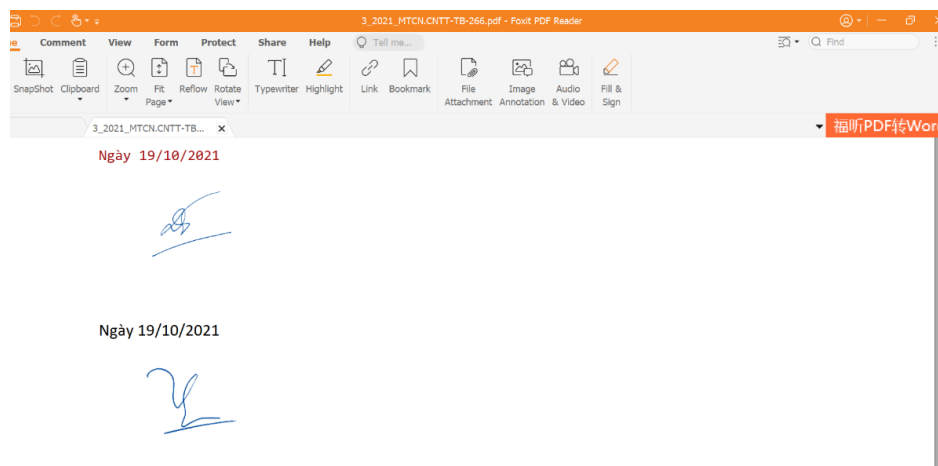 3_2021_MTCN.CNTT-TB-266.pdf - Foxit PDF Reader
Comment View Form Protect Share Help Tell me... Find
SnapShot Clipboard Zoom Fit Page Reflow Rotate View Typewriter Highlight Link Bookmark File Attachment Image Annotation Audio & Video Fill & Sign
3_2021_MTCN.CNTT-TB... 福昕PDF转Wor
Ngày 19/10/2021
Ngày 19/10/2021